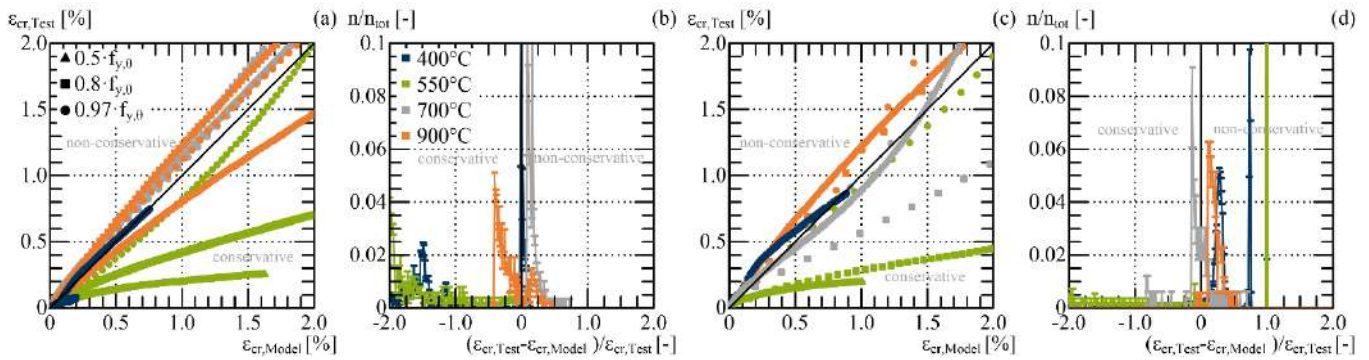 ε_cr,Test [%] (a)
2.0
1.5
1.0
0.5
0
0 0.5 1.0 1.5 2.0
ε_cr,Model [%]
▲ 0.5·f_y,θ
■ 0.8·f_y,θ
● 0.97·f_y,θ
non-conservative
conservative
n/n_tot [-] (b)
0.1
0.08
0.06
0.04
0.02
0
-2.0 -1.0 0 1.0 2.0
(ε_cr,Test-ε_cr,Model)/ε_cr,Test [-]
400°C
550°C
700°C
900°C
conservative
non-conservative
ε_cr,Test [%] (c)
2.0
1.5
1.0
0.5
0
0 0.5 1.0 1.5 2.0
ε_cr,Model [%]
non-conservative
conservative
n/n_tot [-] (d)
0.1
0.08
0.06
0.04
0.02
0
-2.0 -1.0 0 1.0 2.0
(ε_cr,Test-ε_cr,Model)/ε_cr,Test [-]
conservative
non-conservative